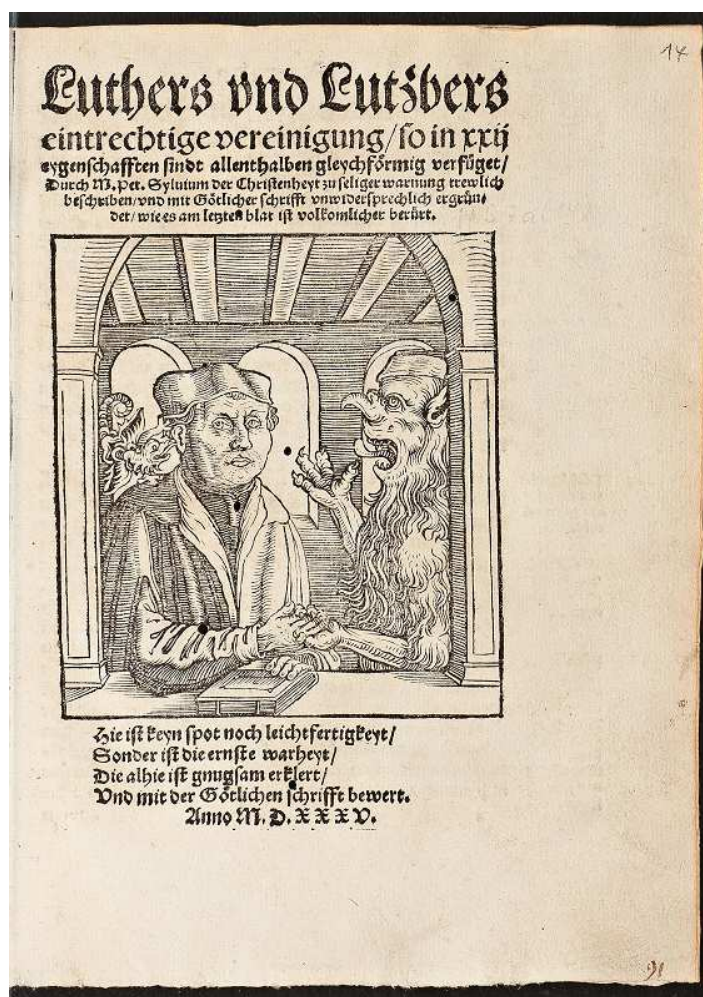 14
Luthers vnd Lutzbers
eintrechtige vereinigung/ so in xxij
eygenschafften sindt allenthalben gleychförmig verfüget/
Durch M. Pet. Syluium der Christenheyt zu seliger warnung trewlich
beschriben/ vnd mit Götlicher schrifft vnwidersprechlich ergrün-
det/ wie es am letzten blat ist volkomlicher berürt.
Hie ist keyn spot noch leichtfertigkeyt/
Sonder ist die ernste warheyt/
Die alhie ist gnugsam erklert/
Vnd mit der Götlichen schrifft bewert.
Anno M. D. XXXV.